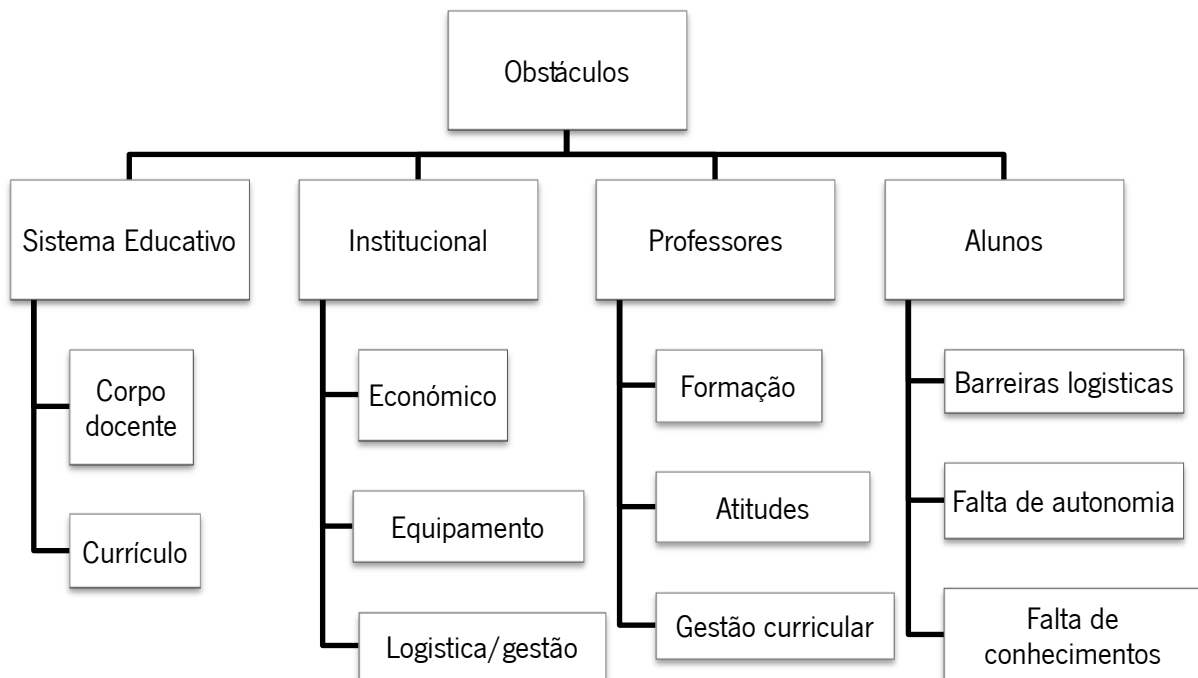 Obstáculos
Sistema Educativo
Institucional
Professores
Alunos
Corpo
docente
Currículo
Económico
Equipamento
Logistica/gestão
Formação
Atitudes
Gestão curricular
Barreiras logisticas
Falta de autonomia
Falta de
conhecimentos